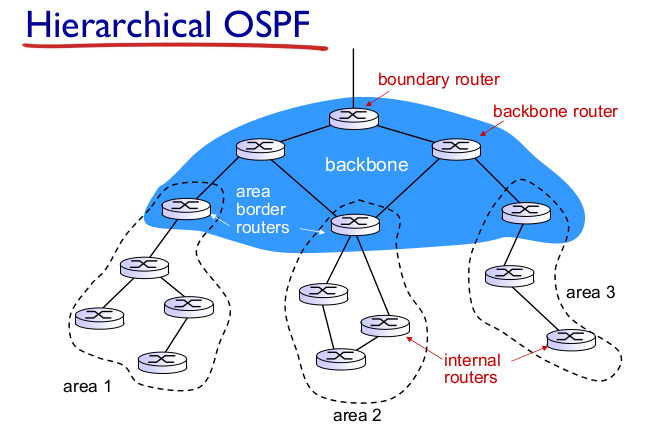 Hierarchical OSPF
boundary router
backbone router
backbone
area
border
routers
area 3
internal
routers
area 1
area 2